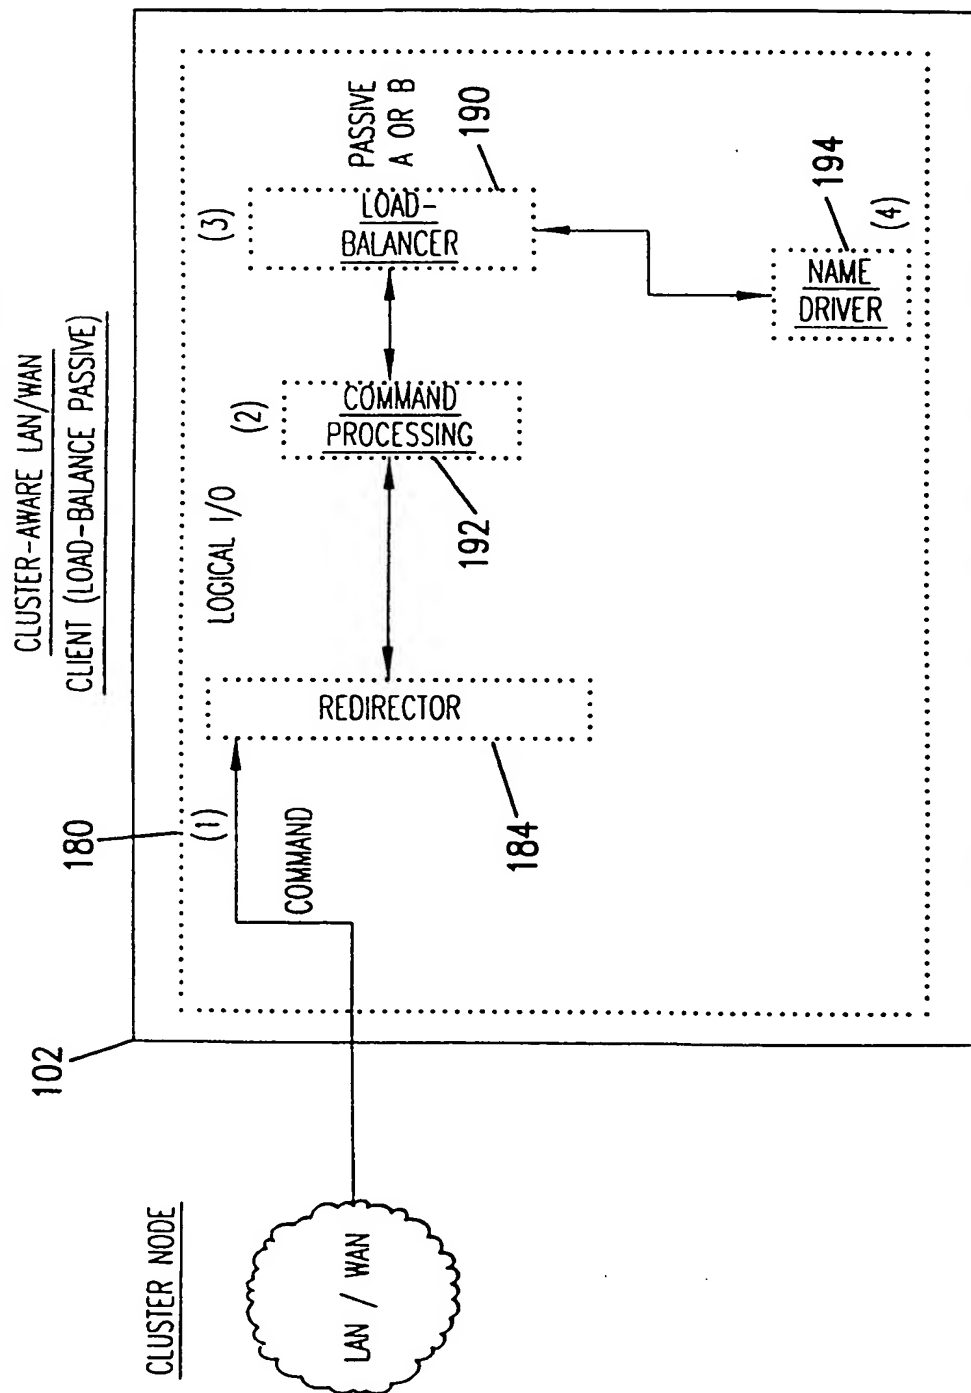 CLUSTER-AWARE LAN/WAN
CLIENT (LOAD-BALANCE PASSIVE)
CLUSTER NODE
LAN / WAN
102
180
(1)
COMMAND
REDIRECTOR
184
LOGICAL I/O
(2)
COMMAND
PROCESSING
192
(3)
LOAD-
BALANCER
PASSIVE
A OR B
190
NAME
DRIVER
194
(4)